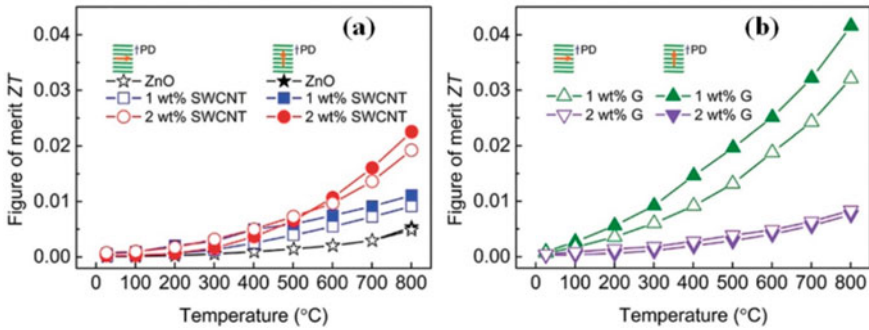 (a)
↑PD ↑PD
ZnO ZnO
1 wt% SWCNT 1 wt% SWCNT
2 wt% SWCNT 2 wt% SWCNT
Figure of merit ZT
0.04
0.03
0.02
0.01
0.00
0 100 200 300 400 500 600 700 800
Temperature (°C)
(b)
↑PD ↑PD
1 wt% G 1 wt% G
2 wt% G 2 wt% G
Figure of merit ZT
0.04
0.03
0.02
0.01
0.00
0 100 200 300 400 500 600 700 800
Temperature (°C)